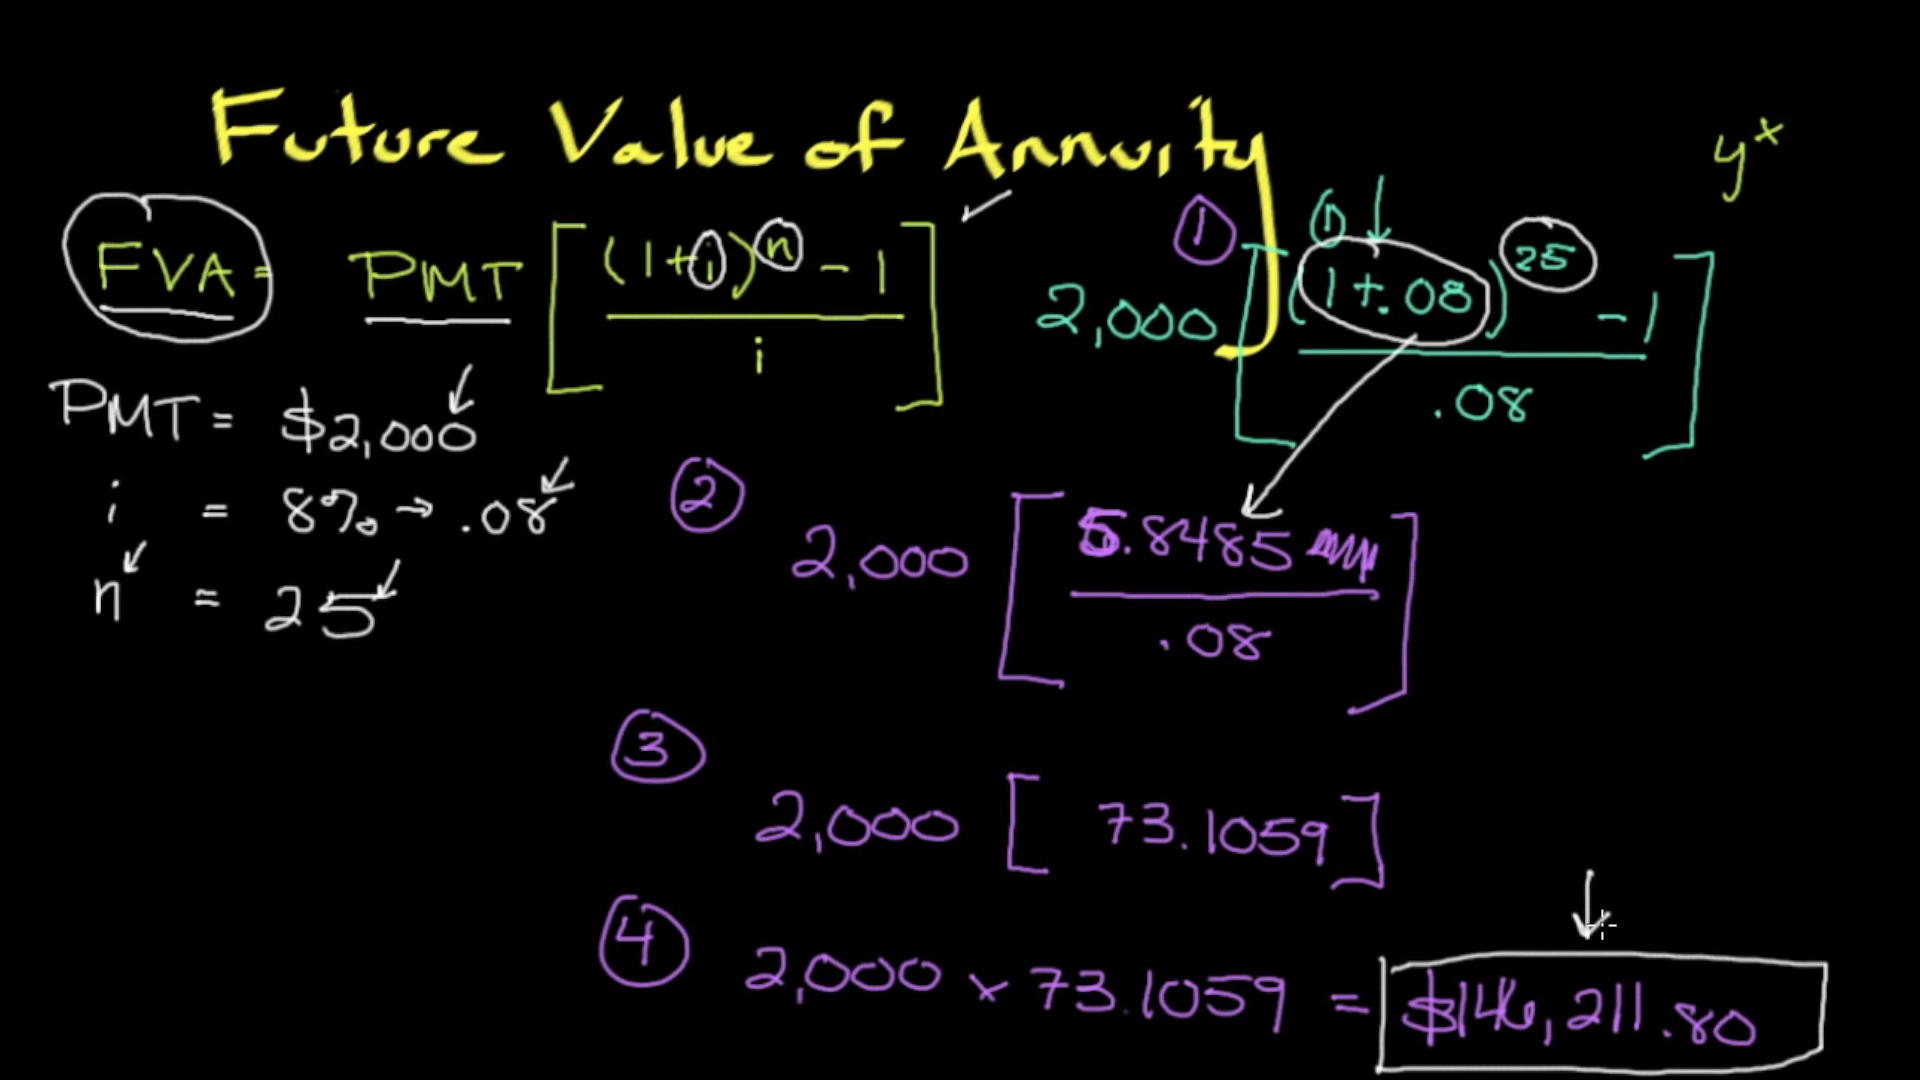 Future Value of Annuity
y^x
FVA = PMT [ (1+i)^n - 1 / i ]
① ① 2,000 [ (1+.08)^25 - 1 / .08 ]
PMT = $2,000
i = 8% → .08
n = 25
② 2,000 [ 5.8485 / .08 ]
③ 2,000 [ 73.1059 ]
④ 2,000 × 73.1059 = $146,211.80